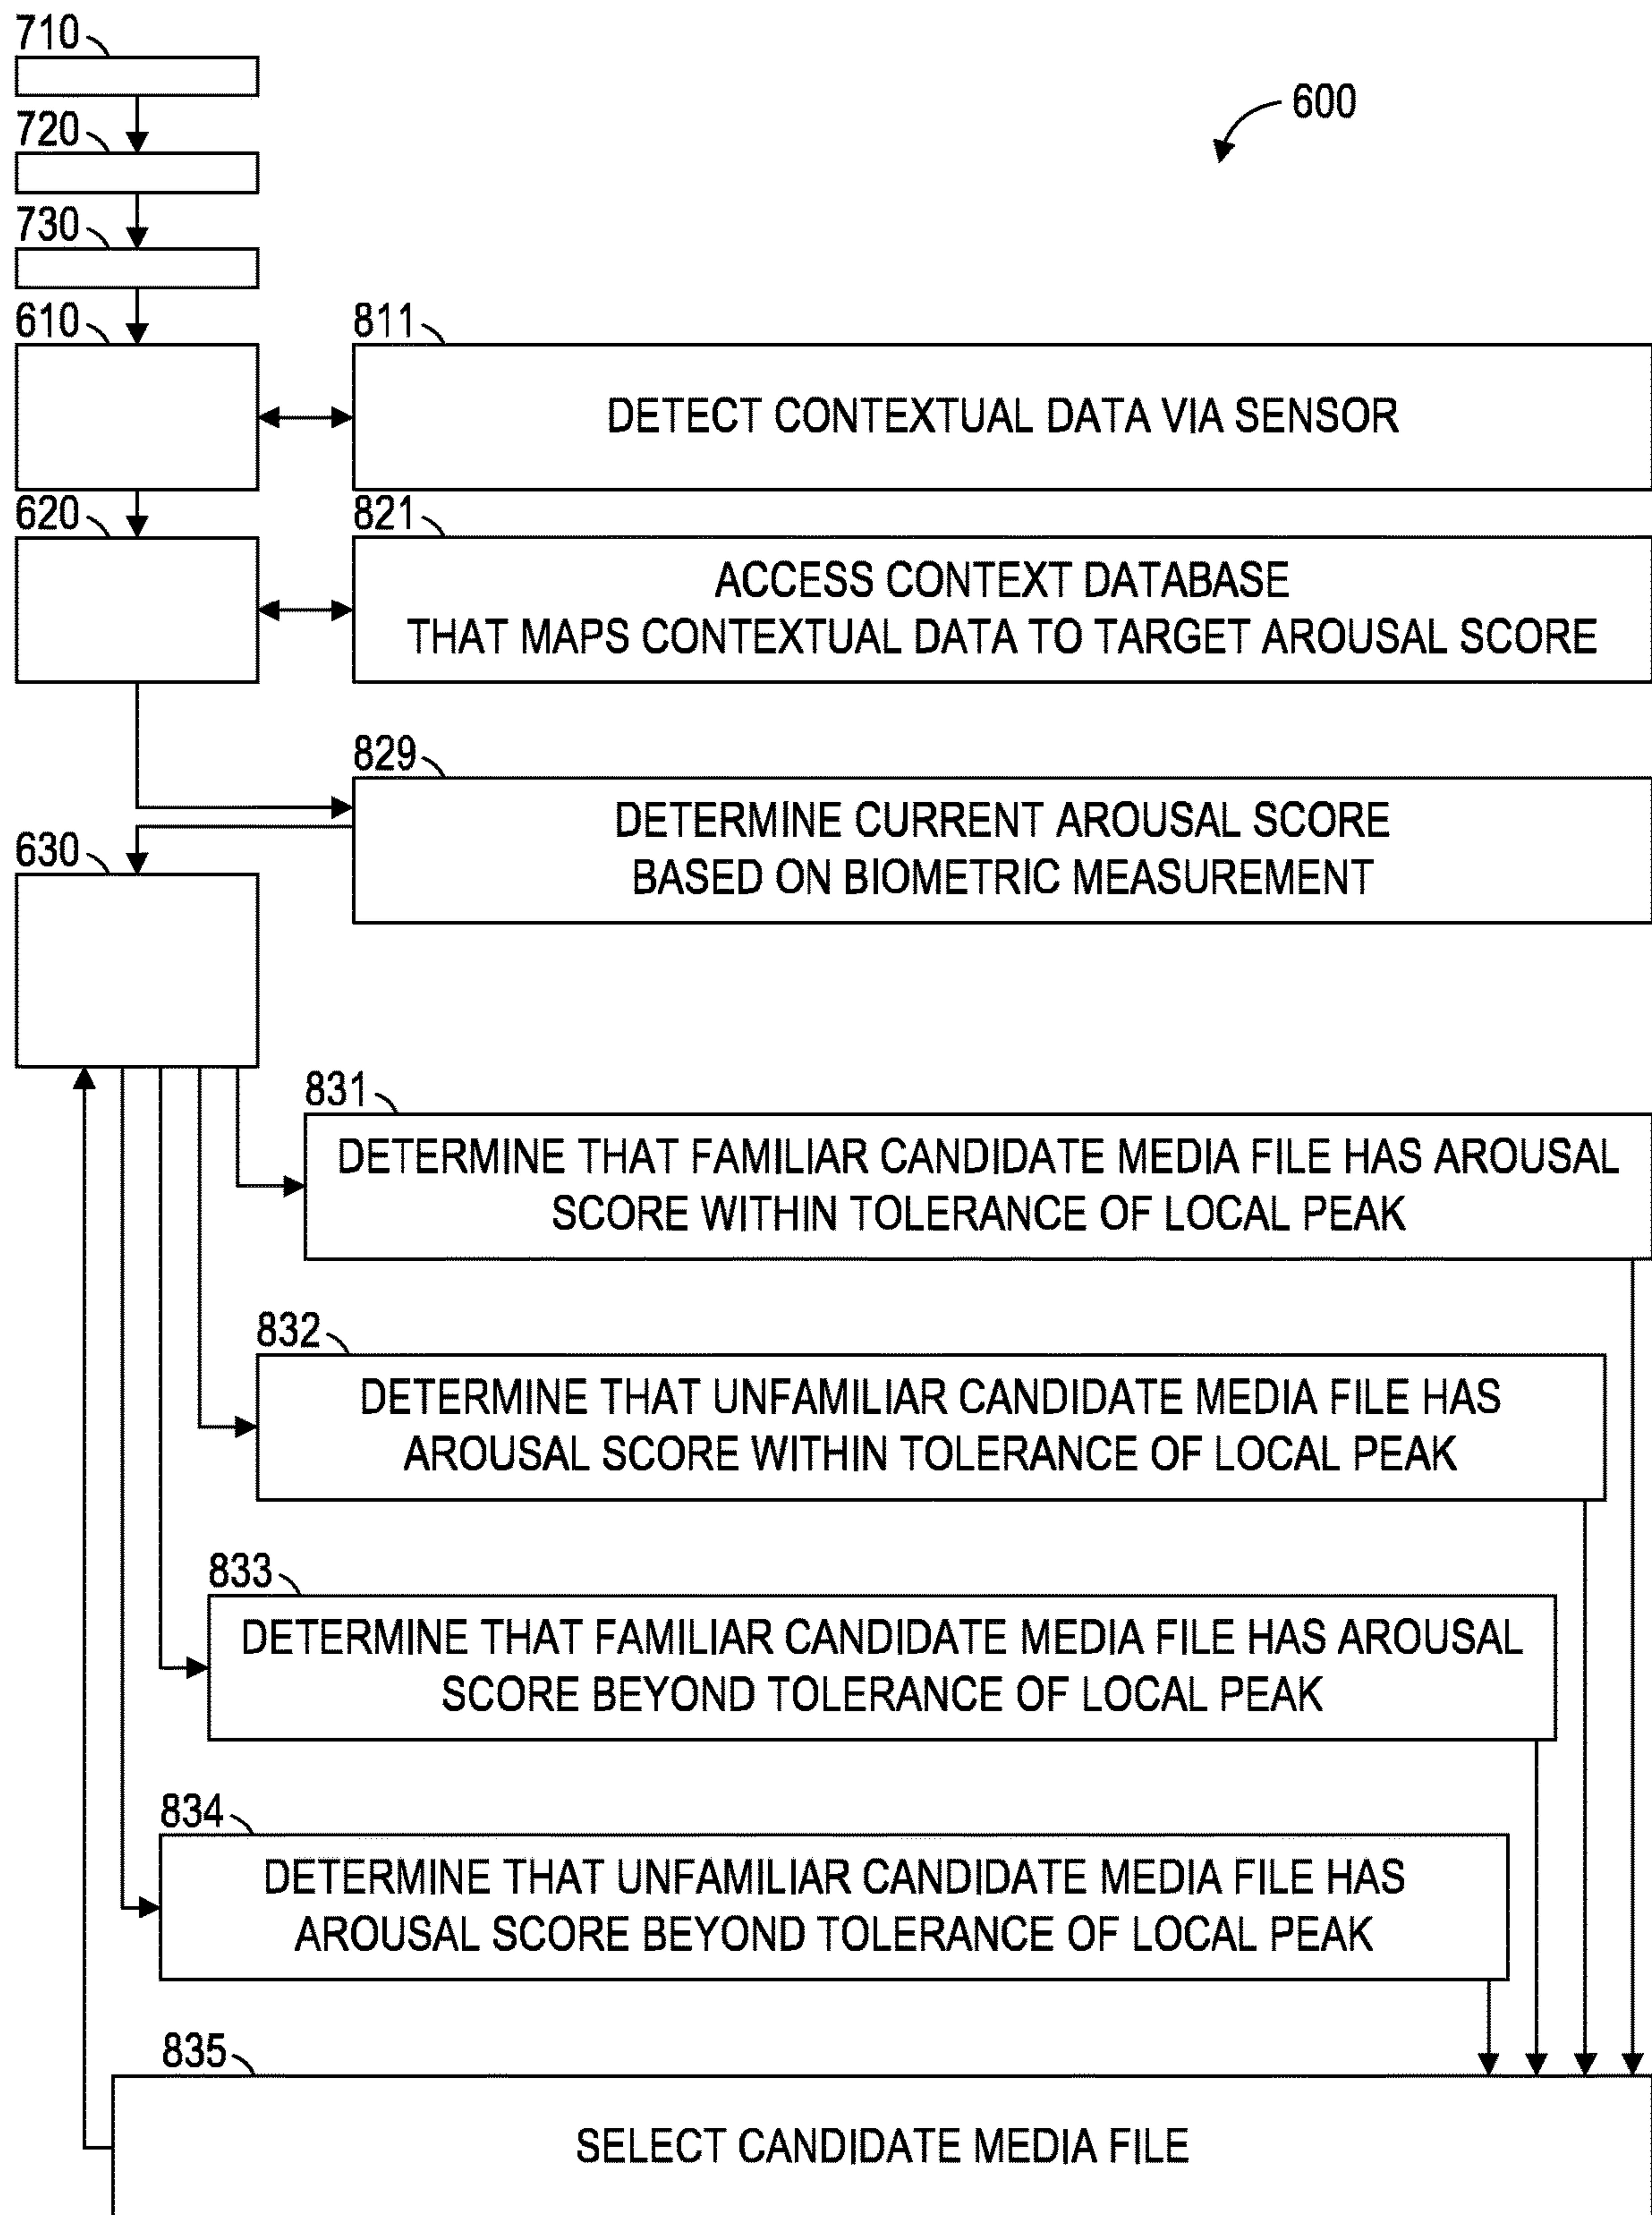 710
600
720
730
610
811
DETECT CONTEXTUAL DATA VIA SENSOR
620
821
ACCESS CONTEXT DATABASE
THAT MAPS CONTEXTUAL DATA TO TARGET AROUSAL SCORE
829
DETERMINE CURRENT AROUSAL SCORE
BASED ON BIOMETRIC MEASUREMENT
630
831
DETERMINE THAT FAMILIAR CANDIDATE MEDIA FILE HAS AROUSAL
SCORE WITHIN TOLERANCE OF LOCAL PEAK
832
DETERMINE THAT UNFAMILIAR CANDIDATE MEDIA FILE HAS
AROUSAL SCORE WITHIN TOLERANCE OF LOCAL PEAK
833
DETERMINE THAT FAMILIAR CANDIDATE MEDIA FILE HAS AROUSAL
SCORE BEYOND TOLERANCE OF LOCAL PEAK
834
DETERMINE THAT UNFAMILIAR CANDIDATE MEDIA FILE HAS
AROUSAL SCORE BEYOND TOLERANCE OF LOCAL PEAK
835
SELECT CANDIDATE MEDIA FILE